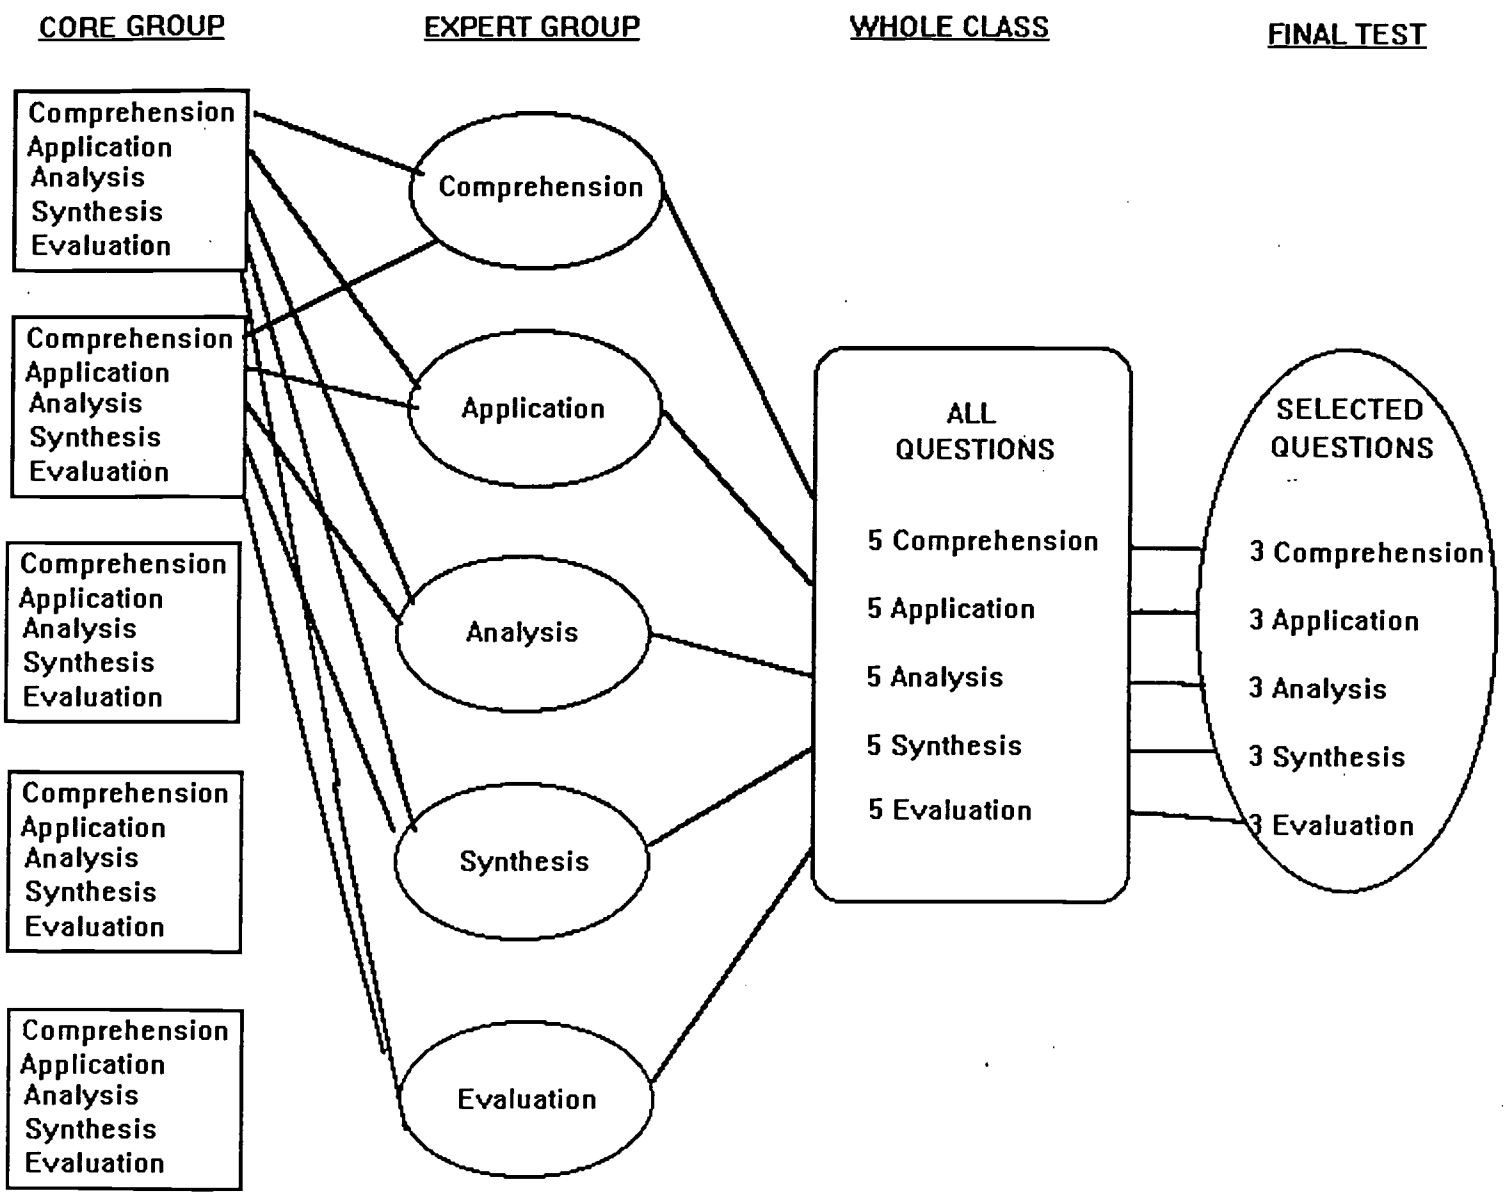 CORE GROUP
Comprehension
Application
Analysis
Synthesis
Evaluation
Comprehension
Application
Analysis
Synthesis
Evaluation
Comprehension
Application
Analysis
Synthesis
Evaluation
Comprehension
Application
Analysis
Synthesis
Evaluation
Comprehension
Application
Analysis
Synthesis
Evaluation
EXPERT GROUP
Comprehension
Application
Analysis
Synthesis
Evaluation
WHOLE CLASS
ALL
QUESTIONS
5 Comprehension
5 Application
5 Analysis
5 Synthesis
5 Evaluation
FINAL TEST
SELECTED
QUESTIONS
3 Comprehension
3 Application
3 Analysis
3 Synthesis
3 Evaluation